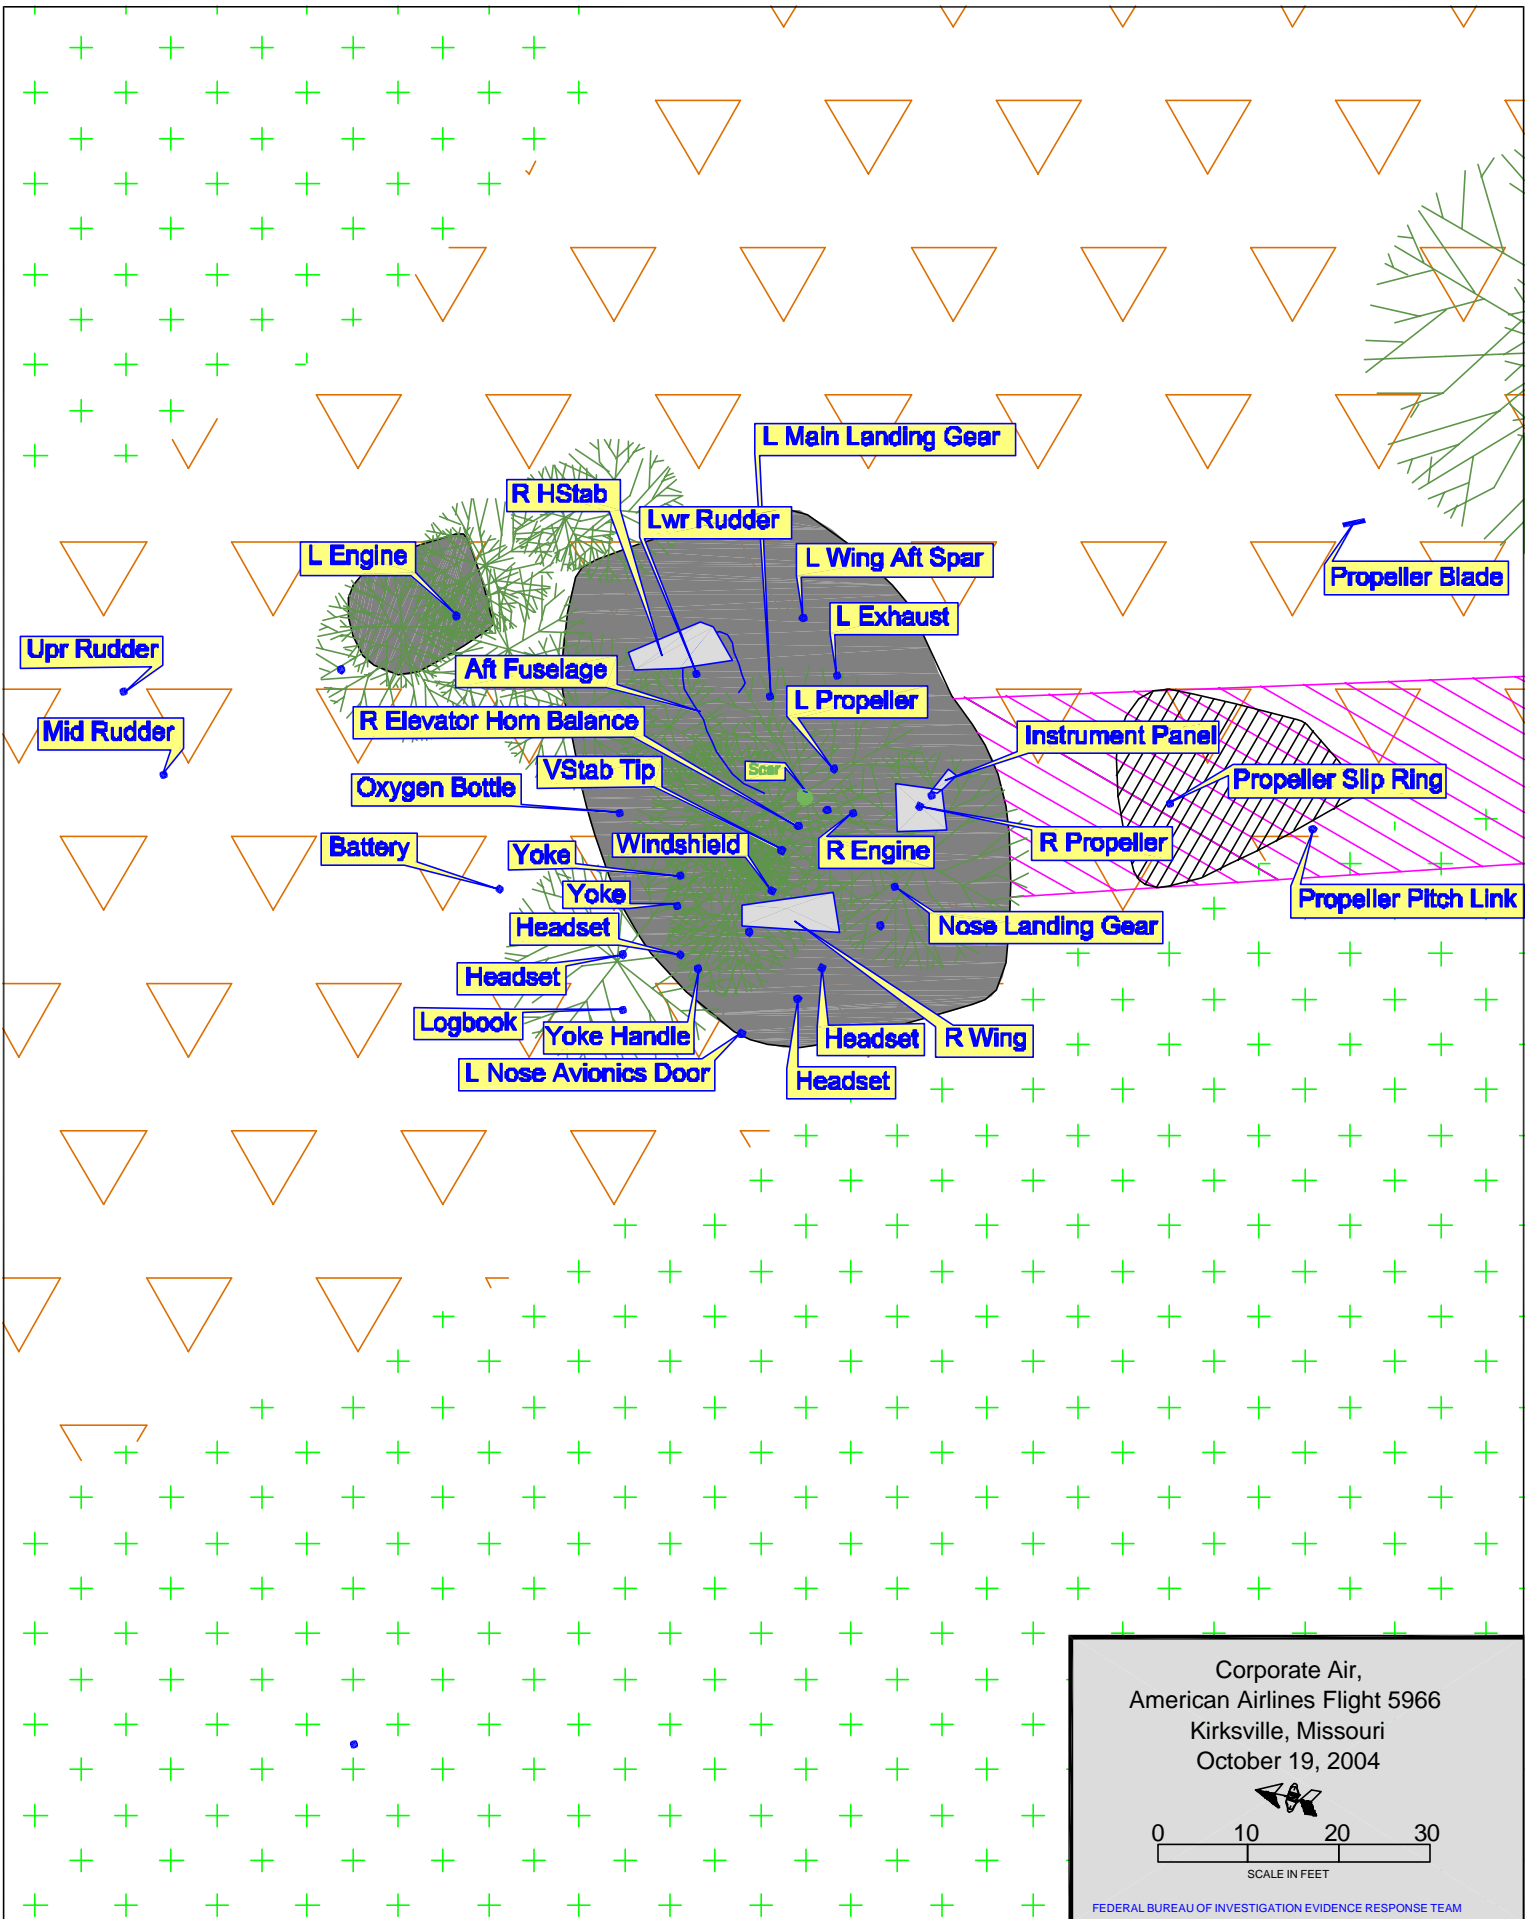 L Main Landing Gear
R HStab
Lwr Rudder
L Engine
L Wing Aft Spar
Propeller Blade
L Exhaust
Upr Rudder
Aft Fuselage
L Propeller
R Elevator Horn Balance
Mid Rudder
Instrument Panel
VStab Tip
Scar
Oxygen Bottle
Propeller Slip Ring
Battery
Yoke
Windshield
R Engine
R Propeller
Yoke
Propeller Pitch Link
Headset
Nose Landing Gear
Headset
Logbook
Yoke Handle
Headset
R Wing
L Nose Avionics Door
Headset
Corporate Air,
American Airlines Flight 5966
Kirksville, Missouri
October 19, 2004
0 10 20 30
SCALE IN FEET
FEDERAL BUREAU OF INVESTIGATION EVIDENCE RESPONSE TEAM